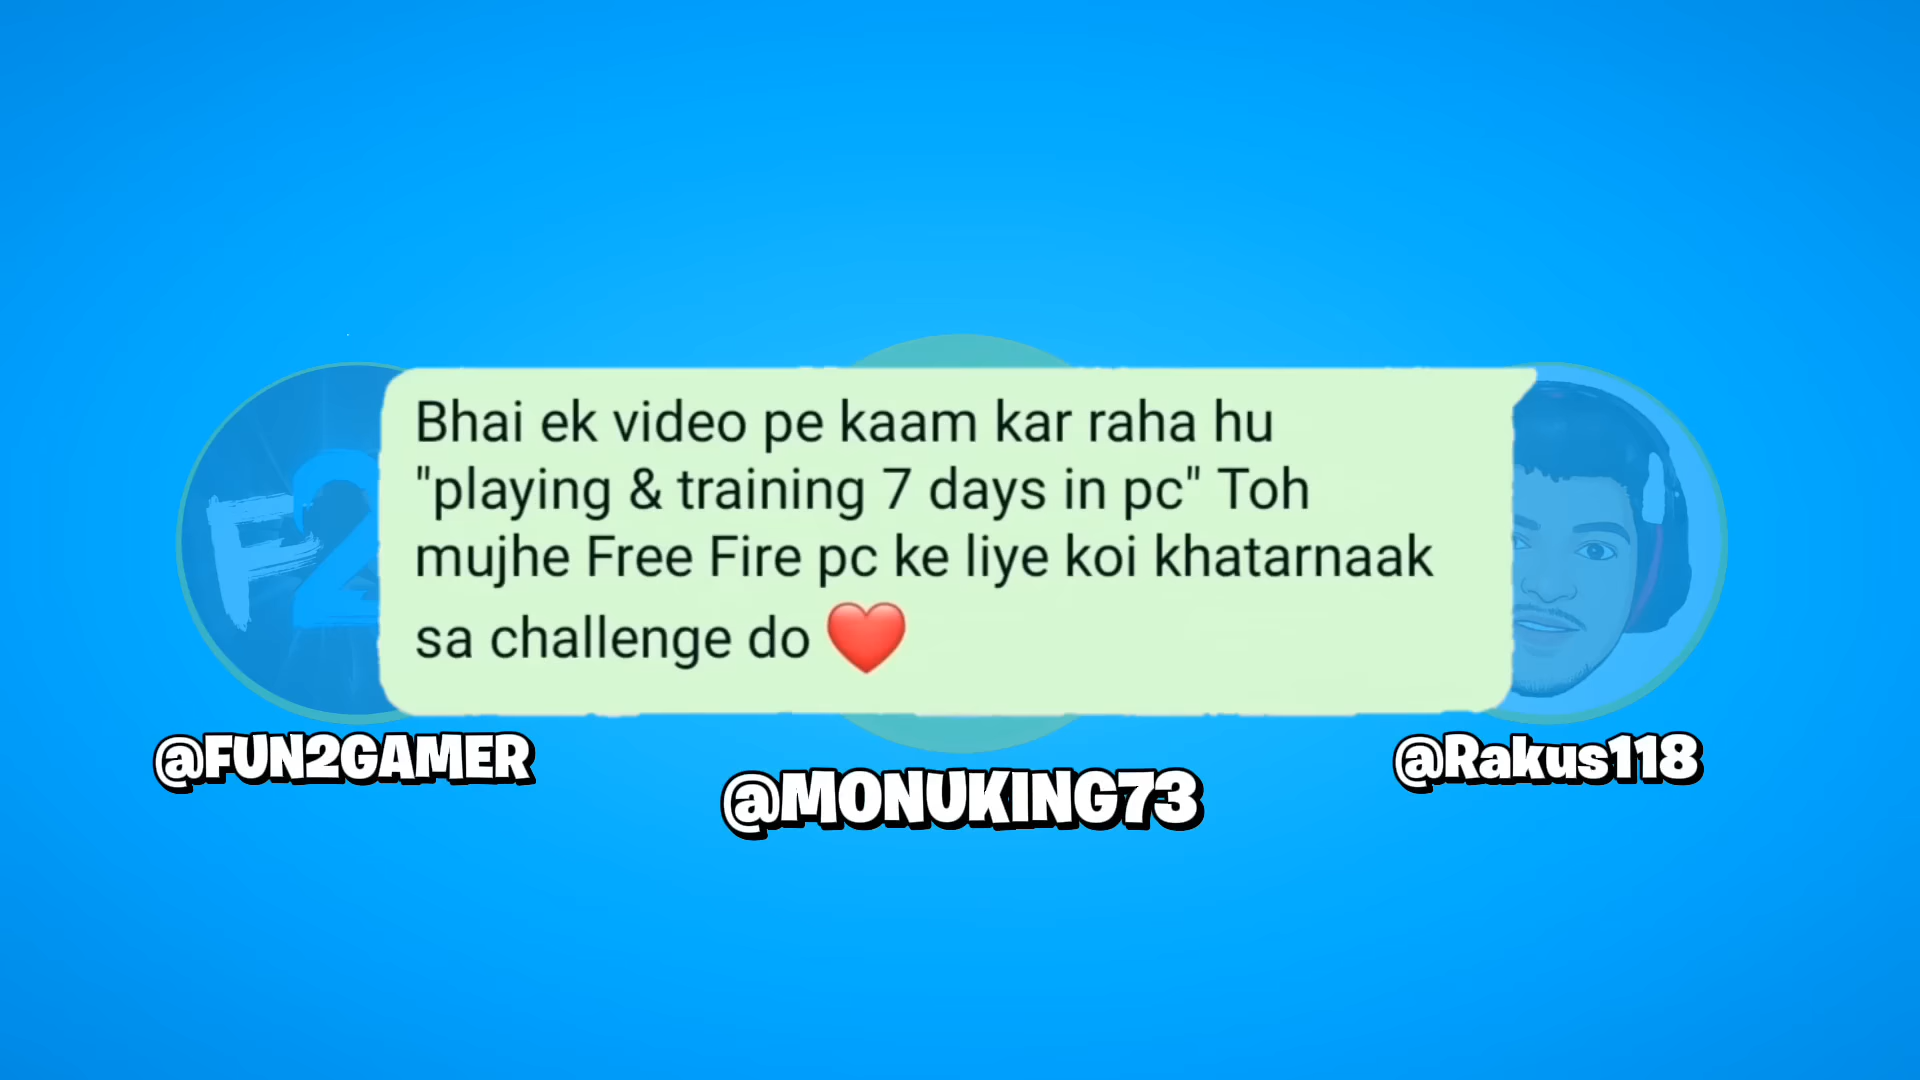 Bhai ek video pe kaam kar raha hu
"playing & training 7 days in pc" Toh
mujhe Free Fire pc ke liye koi khatarnaak
sa challenge do ❤️
F2
@FUN2GAMER
@MONUKING73
@Rakus118